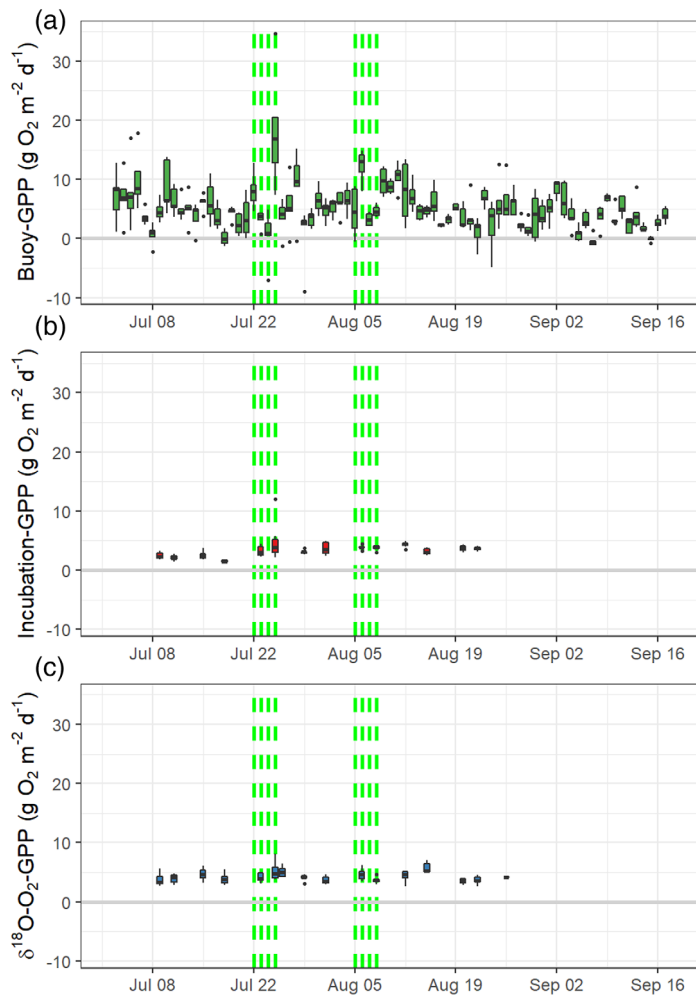 (a)
Buoy-GPP (g O₂ m⁻² d⁻¹)
30
20
10
0
-10
Jul 08 Jul 22 Aug 05 Aug 19 Sep 02 Sep 16
(b)
Incubation-GPP (g O₂ m⁻² d⁻¹)
30
20
10
0
-10
Jul 08 Jul 22 Aug 05 Aug 19 Sep 02 Sep 16
(c)
δ¹⁸O-O₂-GPP (g O₂ m⁻² d⁻¹)
30
20
10
0
-10
Jul 08 Jul 22 Aug 05 Aug 19 Sep 02 Sep 16